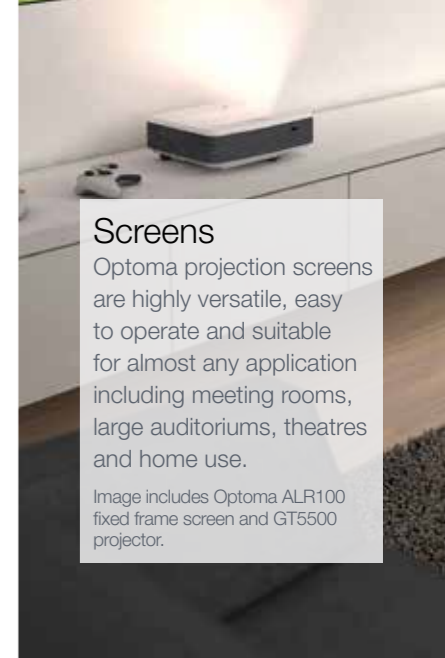 Screens
Optoma projection screens
are highly versatile, easy
to operate and suitable
for almost any application
including meeting rooms,
large auditoriums, theatres
and home use.
Image includes Optoma ALR100
fixed frame screen and GT5500
projector.